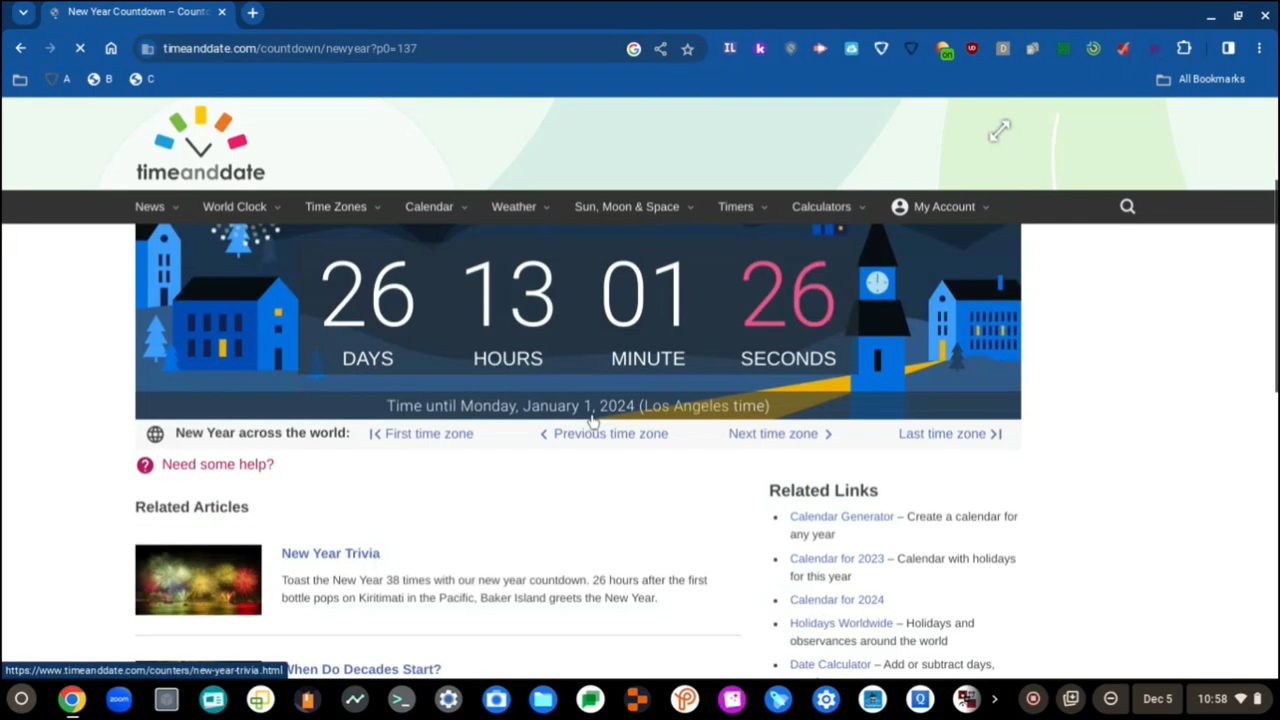 New Year Countdown – Count
timeanddate.com/countdown/newyear?p0=137
A B C All Bookmarks
timeanddate
News World Clock Time Zones Calendar Weather Sun, Moon & Space Timers Calculators My Account
26 13 01 26
DAYS HOURS MINUTE SECONDS
Time until Monday, January 1, 2024 (Los Angeles time)
New Year across the world: First time zone Previous time zone Next time zone Last time zone
Need some help?
Related Articles
New Year Trivia
Toast the New Year 38 times with our new year countdown. 26 hours after the first
bottle pops on Kiritimati in the Pacific, Baker Island greets the New Year.
When Do Decades Start?
Related Links
Calendar Generator – Create a calendar for
any year
Calendar for 2023 – Calendar with holidays
for this year
Calendar for 2024
Holidays Worldwide – Holidays and
observances around the world
Date Calculator – Add or subtract days,
https://www.timeanddate.com/counters/new-year-trivia.html
zoom
Dec 5 10:58